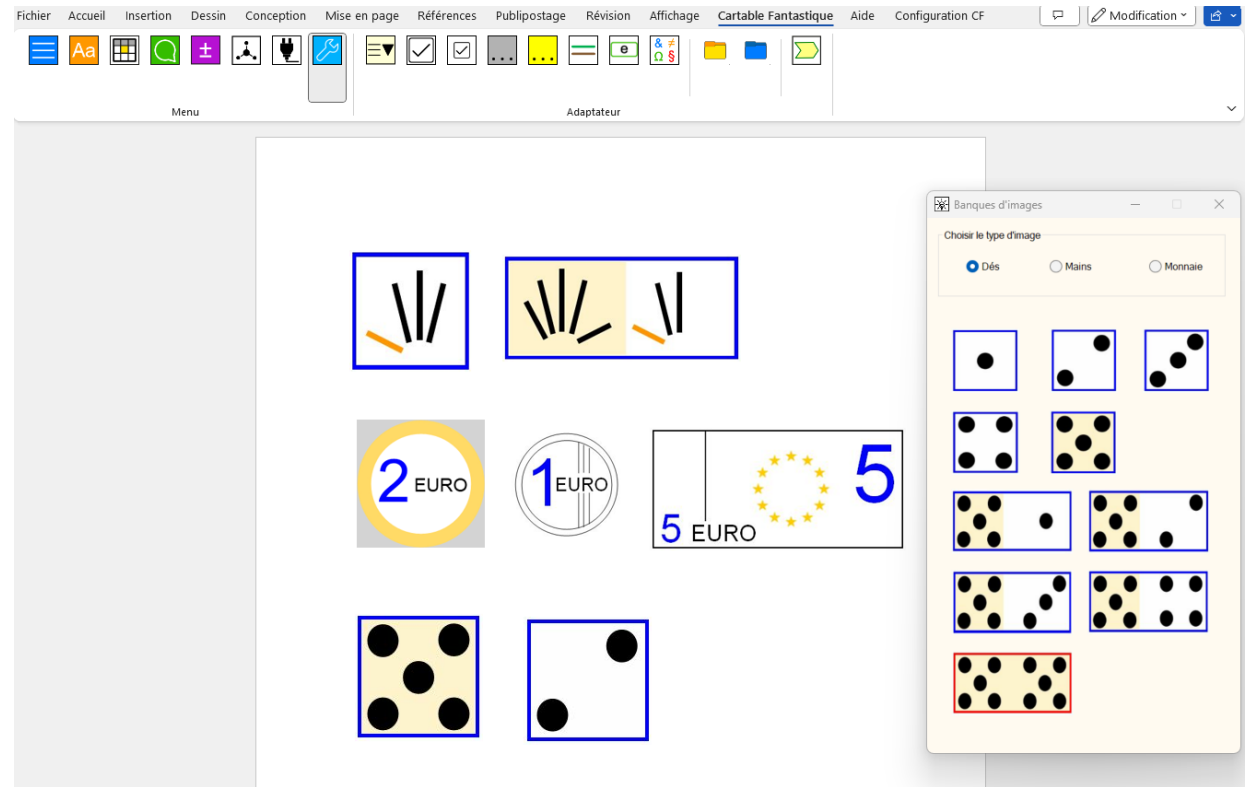 Fichier Accueil Insertion Dessin Conception Mise en page Références Publipostage Révision Affichage Cartable Fantastique Aide Configuration CF Modification
Aa ± ... ... e & ≠ Ω §
Menu Adaptateur
Banques d'images
Choisir le type d'image
Dés Mains Monnaie
2 EURO 1 EURO 5
5 EURO